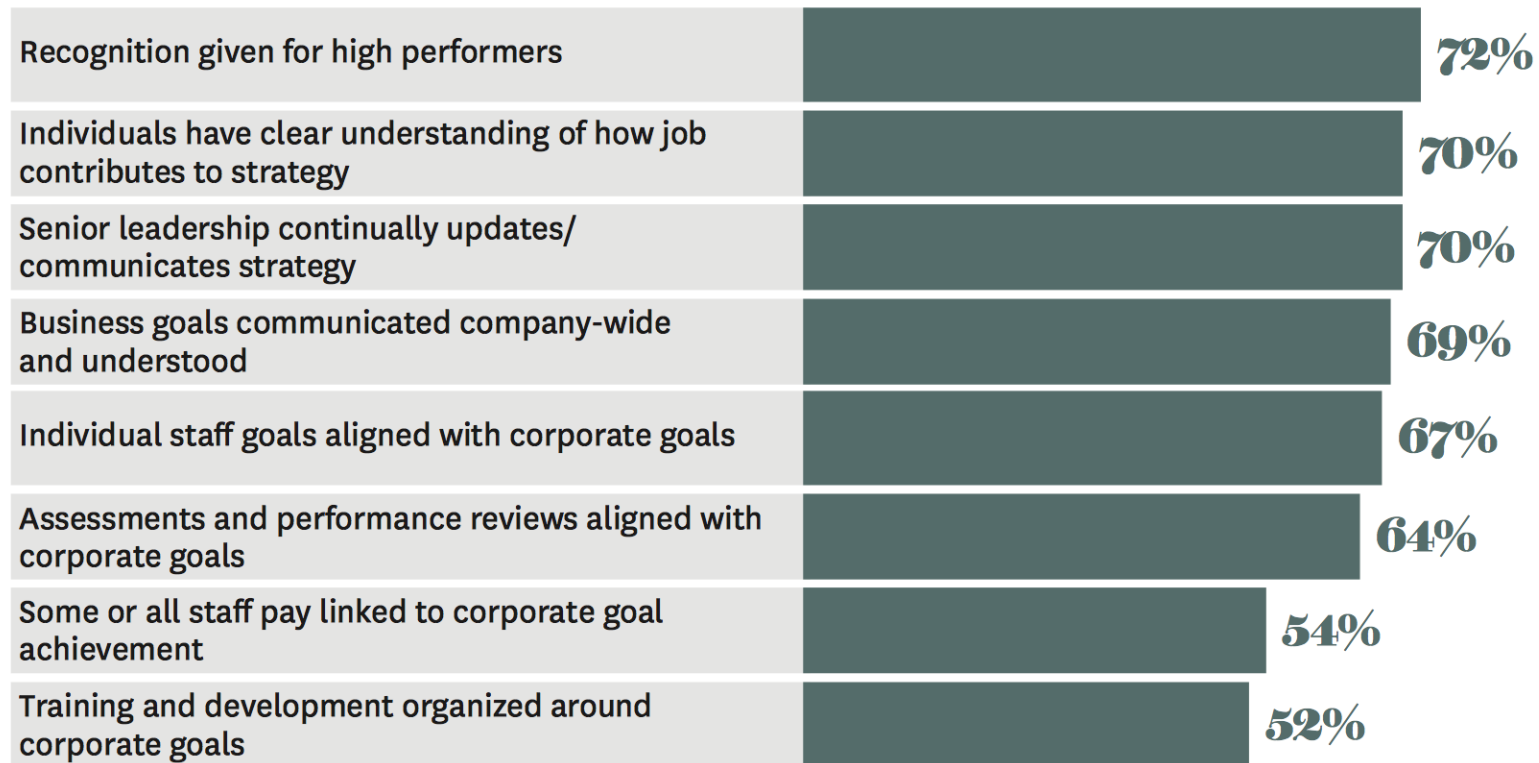 Recognition given for high performers
72%
Individuals have clear understanding of how job
contributes to strategy
70%
Senior leadership continually updates/
communicates strategy
70%
Business goals communicated company-wide
and understood
69%
Individual staff goals aligned with corporate goals
67%
Assessments and performance reviews aligned with
corporate goals
64%
Some or all staff pay linked to corporate goal
achievement
54%
Training and development organized around
corporate goals
52%